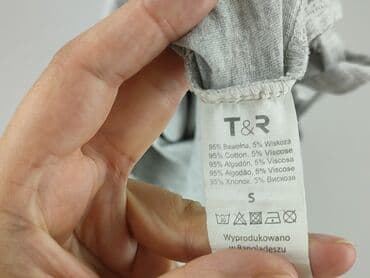 T&R
95% Bawełna, 5% Wiskoza
95% Cotton, 5% Viscose
95% Algodón, 5% Viscosa
95% Algodão, 5% Viscose
95% Хлопок, 5% Вискоза
S
Wyprodukowano
w Bangladeszu